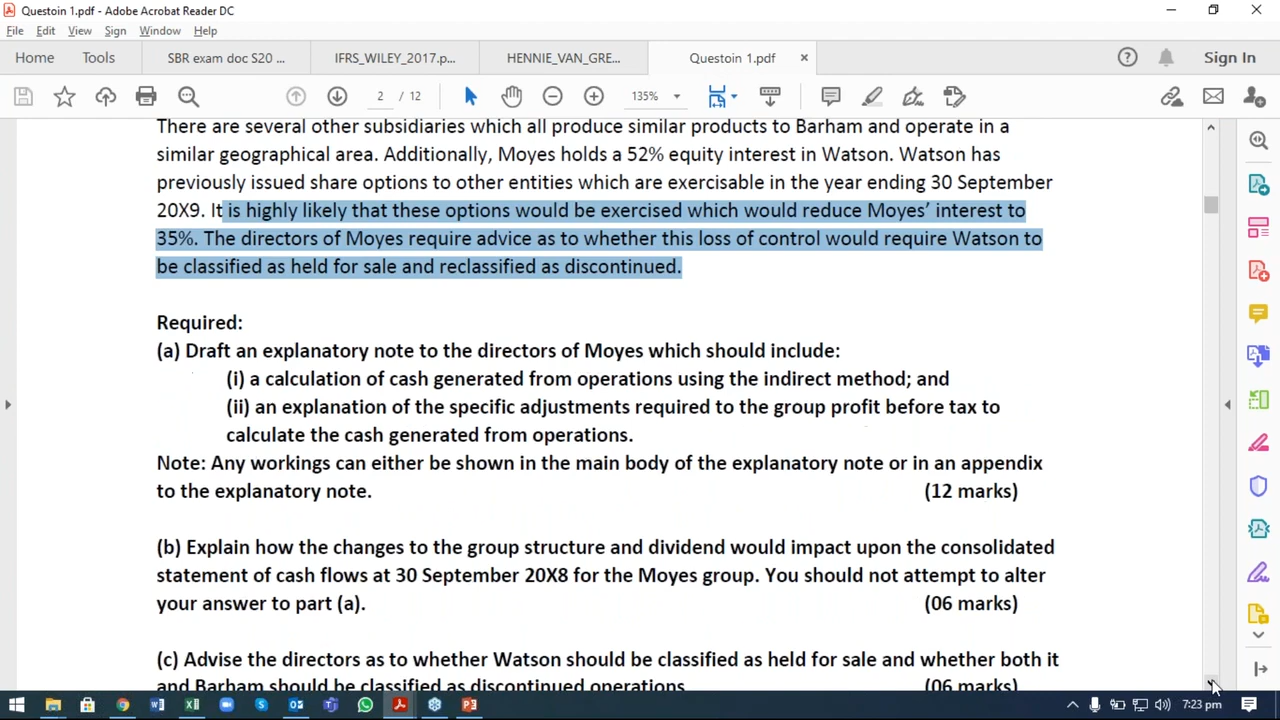 Questoin 1.pdf - Adobe Acrobat Reader DC
File Edit View Sign Window Help
Home Tools SBR exam doc S20 ... IFRS_WILEY_2017.p... HENNIE_VAN_GRE... Questoin 1.pdf × Sign In
2 / 12 135%
There are several other subsidiaries which all produce similar products to Barham and operate in a
similar geographical area. Additionally, Moyes holds a 52% equity interest in Watson. Watson has
previously issued share options to other entities which are exercisable in the year ending 30 September
20X9. It is highly likely that these options would be exercised which would reduce Moyes’ interest to
35%. The directors of Moyes require advice as to whether this loss of control would require Watson to
be classified as held for sale and reclassified as discontinued.
Required:
(a) Draft an explanatory note to the directors of Moyes which should include:
(i) a calculation of cash generated from operations using the indirect method; and
(ii) an explanation of the specific adjustments required to the group profit before tax to
calculate the cash generated from operations.
Note: Any workings can either be shown in the main body of the explanatory note or in an appendix
to the explanatory note. (12 marks)
(b) Explain how the changes to the group structure and dividend would impact upon the consolidated
statement of cash flows at 30 September 20X8 for the Moyes group. You should not attempt to alter
your answer to part (a). (06 marks)
(c) Advise the directors as to whether Watson should be classified as held for sale and whether both it
and Barham should be classified as discontinued operations. (06 marks)
7:23 pm